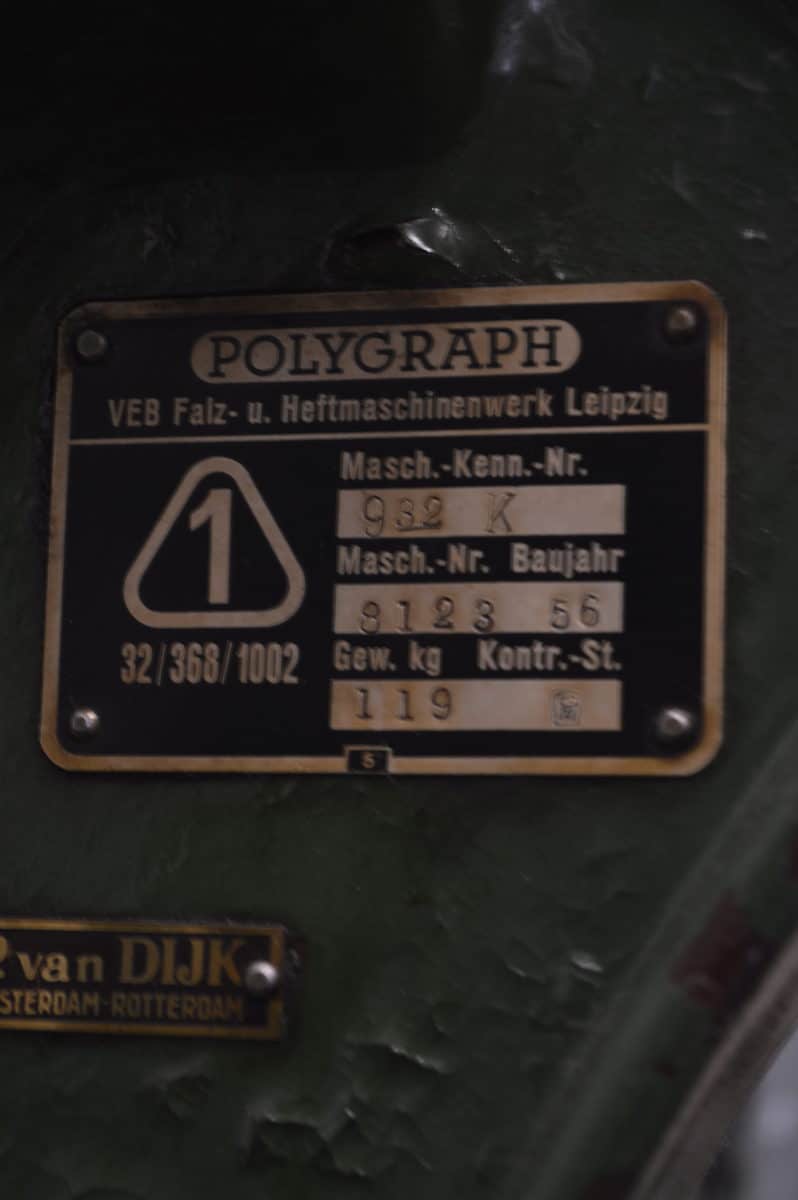 POLYGRAPH
VEB Falz- u. Heftmaschinenwerk Leipzig
1
32/368/1002
Masch.-Kenn.-Nr.
932 K
Masch.-Nr. Baujahr
8123 56
Gew. kg Kontr.-St.
119
S
van DIJK
STERDAM-ROTTERDAM